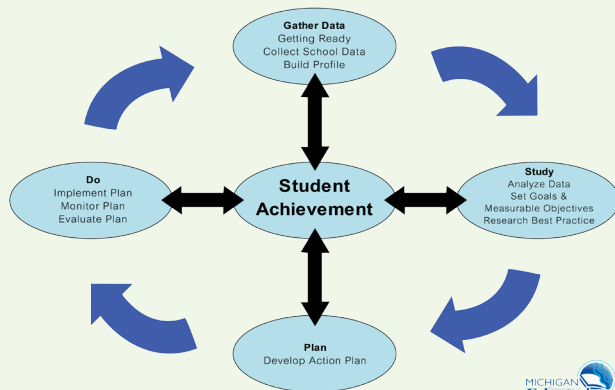 Gather Data
Getting Ready
Collect School Data
Build Profile
Do
Implement Plan
Monitor Plan
Evaluate Plan
Student
Achievement
Study
Analyze Data
Set Goals &
Measurable Objectives
Research Best Practice
Plan
Develop Action Plan
MICHIGAN